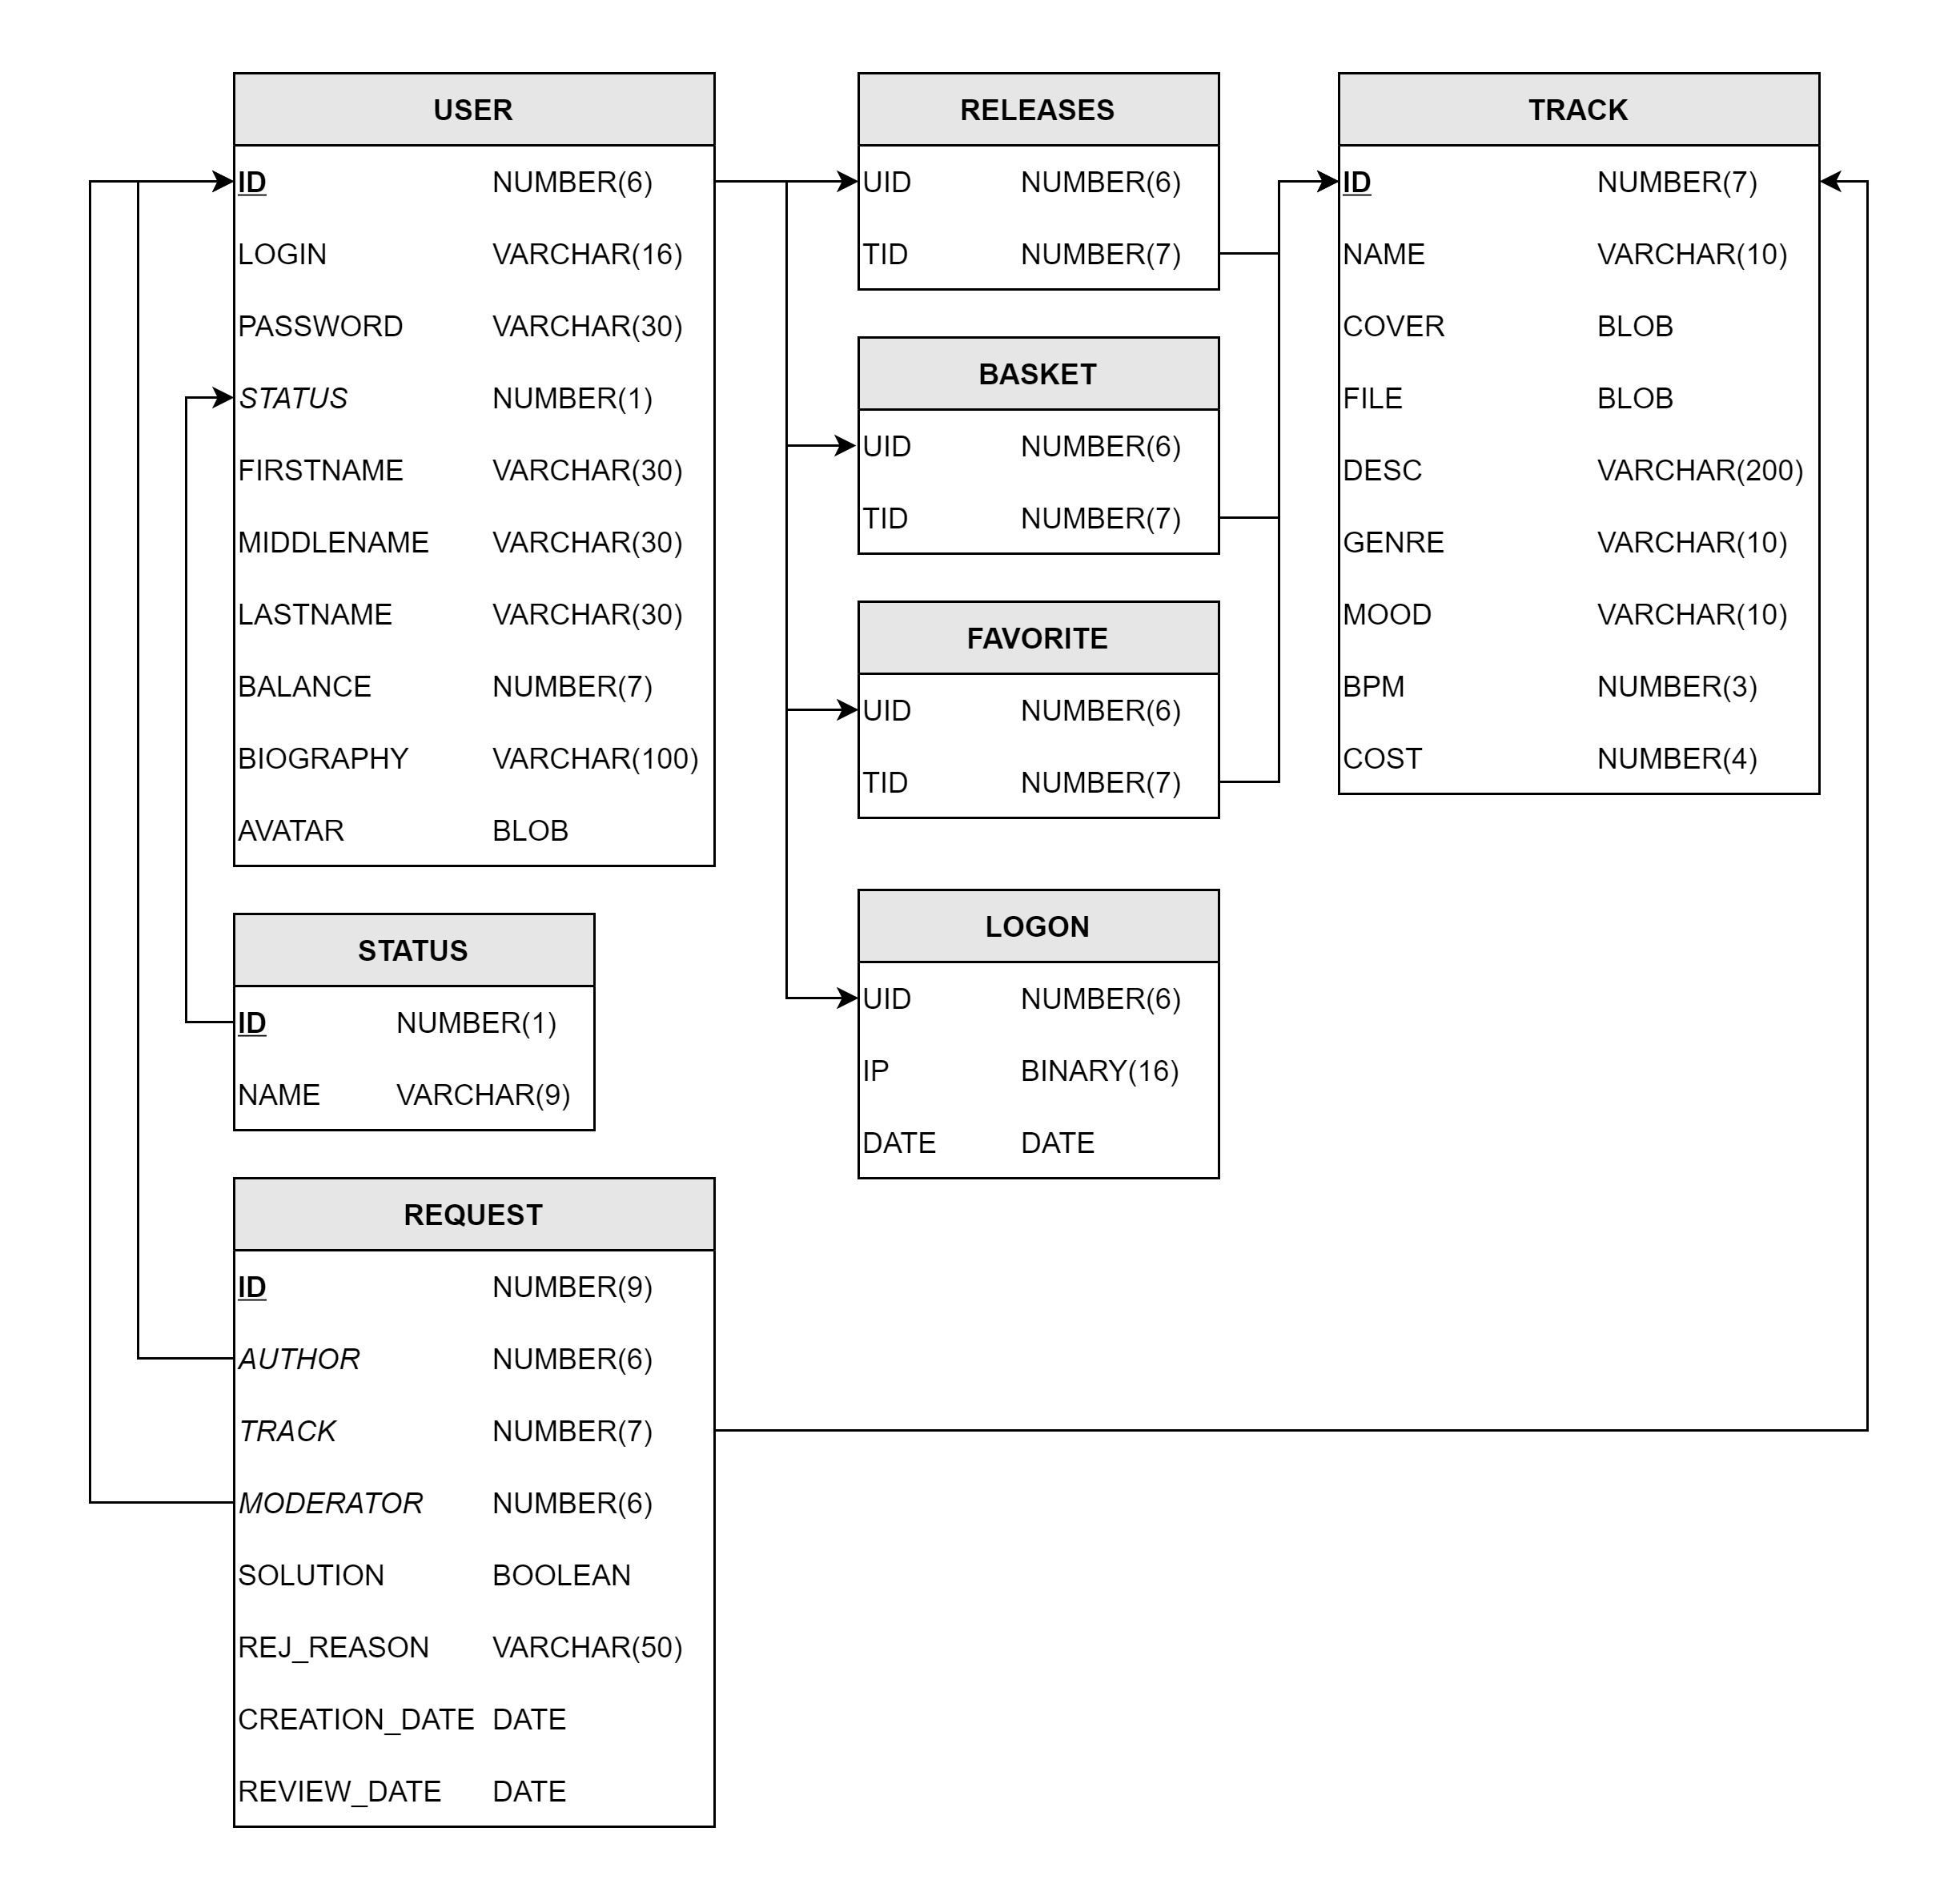 USER
ID NUMBER(6)
LOGIN VARCHAR(16)
PASSWORD VARCHAR(30)
STATUS NUMBER(1)
FIRSTNAME VARCHAR(30)
MIDDLENAME VARCHAR(30)
LASTNAME VARCHAR(30)
BALANCE NUMBER(7)
BIOGRAPHY VARCHAR(100)
AVATAR BLOB
STATUS
ID NUMBER(1)
NAME VARCHAR(9)
REQUEST
ID NUMBER(9)
AUTHOR NUMBER(6)
TRACK NUMBER(7)
MODERATOR NUMBER(6)
SOLUTION BOOLEAN
REJ_REASON VARCHAR(50)
CREATION_DATE DATE
REVIEW_DATE DATE
RELEASES
UID NUMBER(6)
TID NUMBER(7)
BASKET
UID NUMBER(6)
TID NUMBER(7)
FAVORITE
UID NUMBER(6)
TID NUMBER(7)
LOGON
UID NUMBER(6)
IP BINARY(16)
DATE DATE
TRACK
ID NUMBER(7)
NAME VARCHAR(10)
COVER BLOB
FILE BLOB
DESC VARCHAR(200)
GENRE VARCHAR(10)
MOOD VARCHAR(10)
BPM NUMBER(3)
COST NUMBER(4)